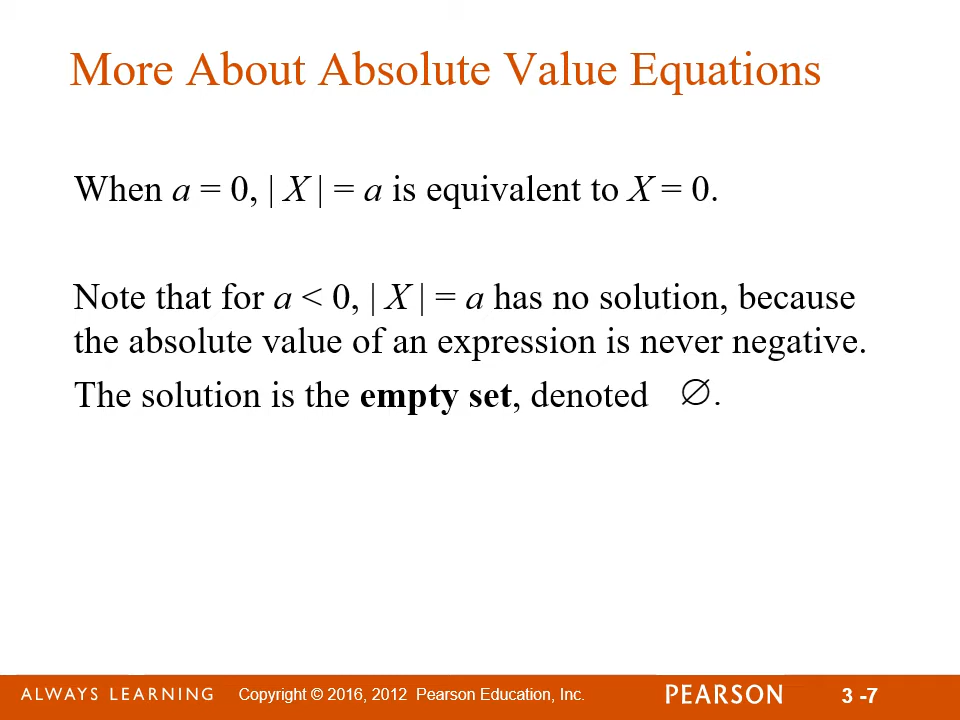 More About Absolute Value Equations
When a = 0, | X | = a is equivalent to X = 0.
Note that for a < 0, | X | = a has no solution, because
the absolute value of an expression is never negative.
The solution is the empty set, denoted ∅.
ALWAYS LEARNING Copyright © 2016, 2012 Pearson Education, Inc. PEARSON 3 -7